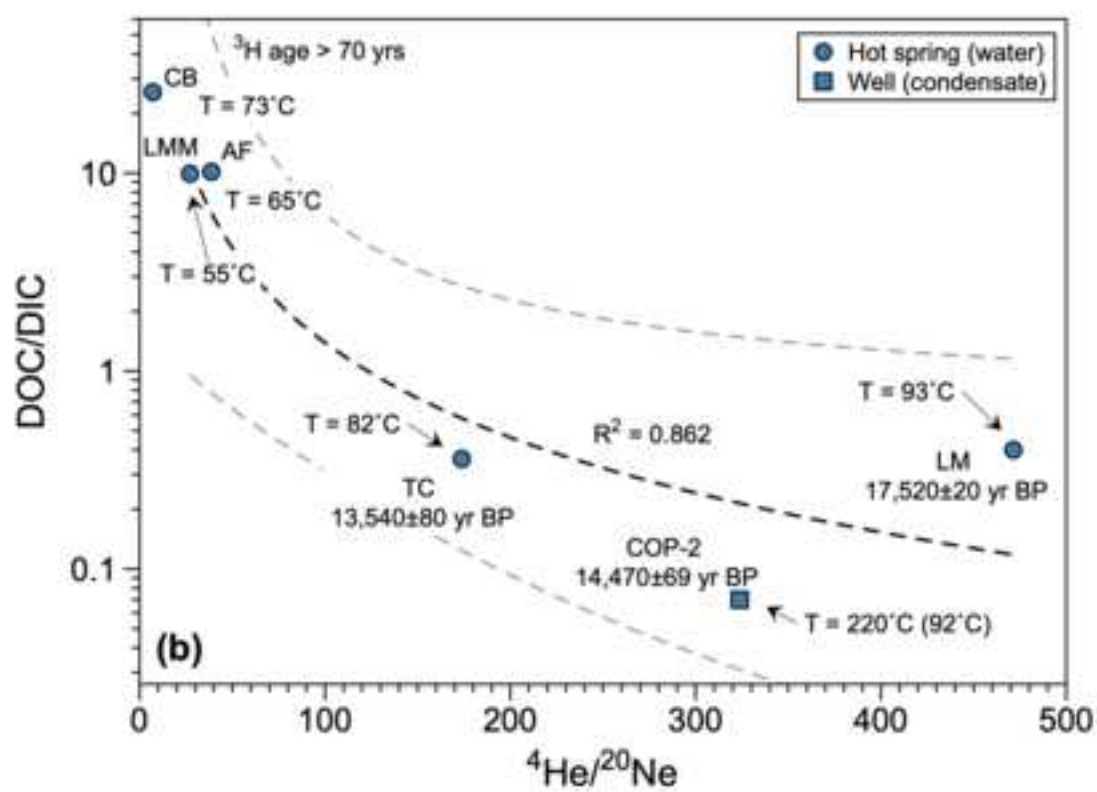 ³H age > 70 yrs
Hot spring (water)
Well (condensate)
CB
T = 73°C
LMM
AF
10
T = 65°C
T = 55°C
DOC/DIC
1
T = 93°C
T = 82°C
R² = 0.862
LM
17,520±20 yr BP
TC
13,540±80 yr BP
COP-2
14,470±69 yr BP
0.1
T = 220°C (92°C)
(b)
0 100 200 300 400 500
⁴He/²⁰Ne